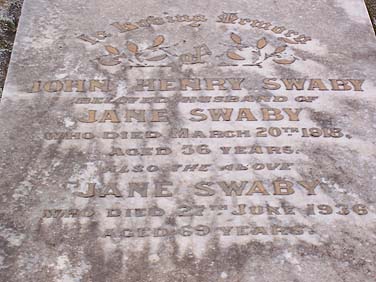 In Loving Memory
OF
JOHN HENRY SWABY
BELOVED HUSBAND OF
JANE SWABY
WHO DIED MARCH 20TH
AGED 56 YEARS.
ALSO THE ABOVE
JANE SWABY
WHO DIED 21ST JUNE 1936
AGED 69 YEARS.